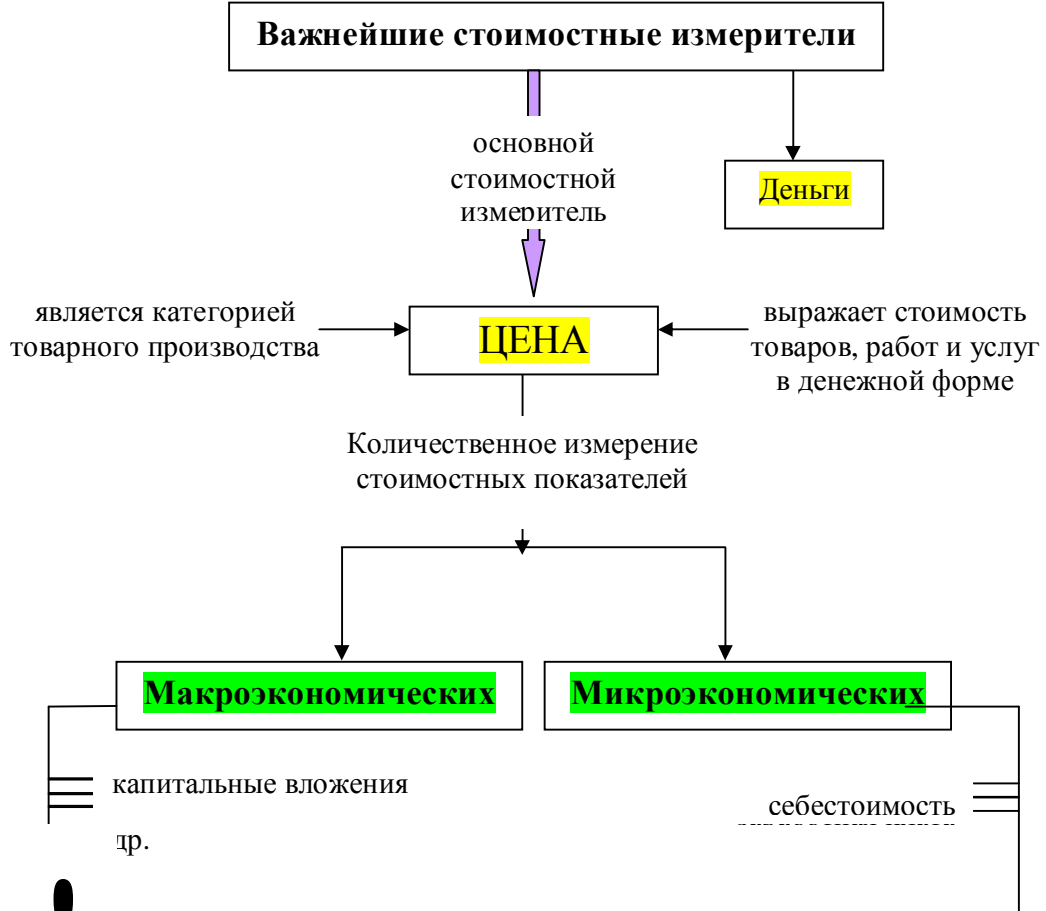 Важнейшие стоимостные измерители
основной
стоимостной
измеритель
Деньги
является категорией
товарного производства
ЦЕНА
выражает стоимость
товаров, работ и услуг
в денежной форме
Количественное измерение
стоимостных показателей
Макроэкономических
Микроэкономических
капитальные вложения
себестоимость
др.